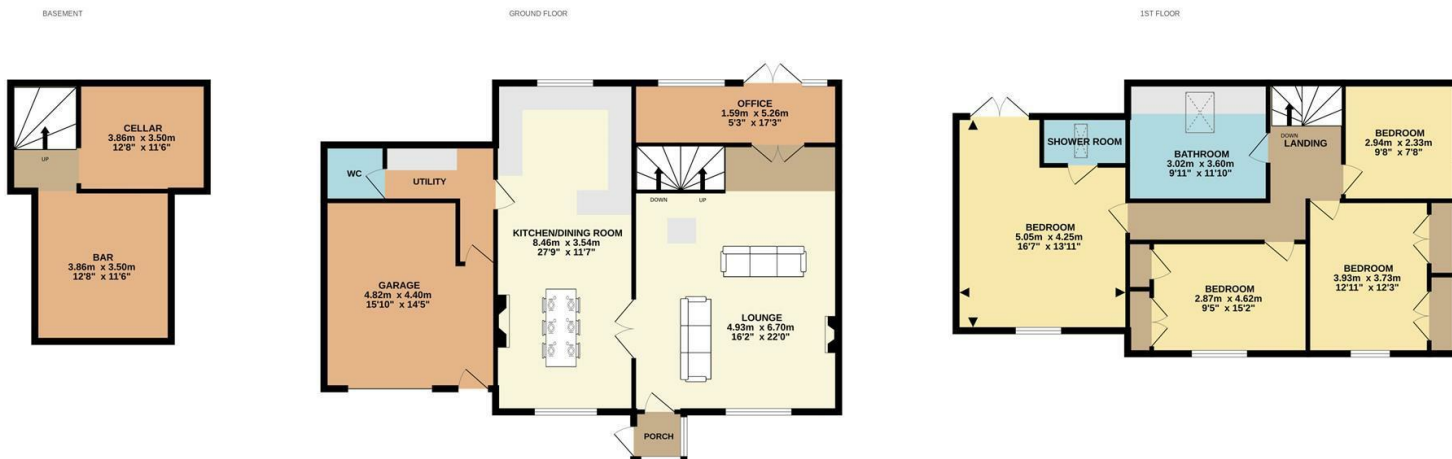 BASEMENT
CELLAR
3.86m x 3.50m
12'8" x 11'6"
UP
BAR
3.86m x 3.50m
12'8" x 11'6"
GROUND FLOOR
OFFICE
1.59m x 5.26m
5'3" x 17'3"
WC
UTILITY
DOWN
UP
KITCHEN/DINING ROOM
8.46m x 3.54m
27'9" x 11'7"
GARAGE
4.82m x 4.40m
15'10" x 14'5"
LOUNGE
4.93m x 6.70m
16'2" x 22'0"
PORCH
1ST FLOOR
SHOWER ROOM
BATHROOM
3.02m x 3.60m
9'11" x 11'10"
DOWN
LANDING
BEDROOM
2.94m x 2.33m
9'8" x 7'8"
BEDROOM
5.05m x 4.25m
16'7" x 13'11"
BEDROOM
2.87m x 4.62m
9'5" x 15'2"
BEDROOM
3.93m x 3.73m
12'11" x 12'3"